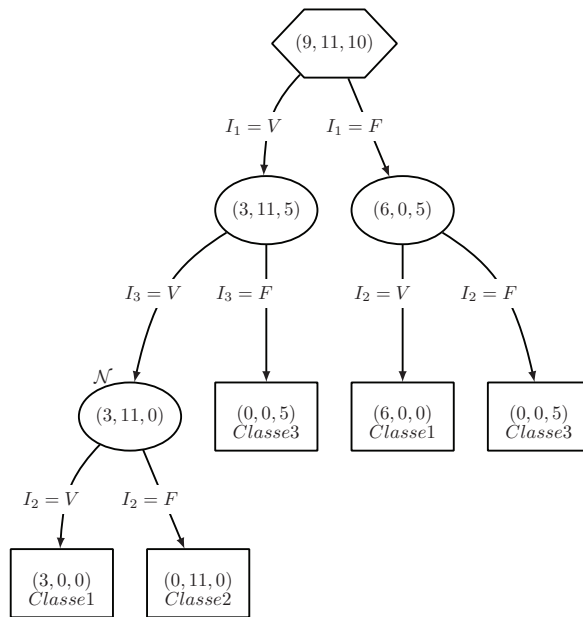 (9, 11, 10)
I₁ = V
I₁ = F
(3, 11, 5)
(6, 0, 5)
I₃ = V
I₃ = F
I₂ = V
I₂ = F
𝒩
(3, 11, 0)
(0, 0, 5)
Classe3
(6, 0, 0)
Classe1
(0, 0, 5)
Classe3
I₂ = V
I₂ = F
(3, 0, 0)
Classe1
(0, 11, 0)
Classe2